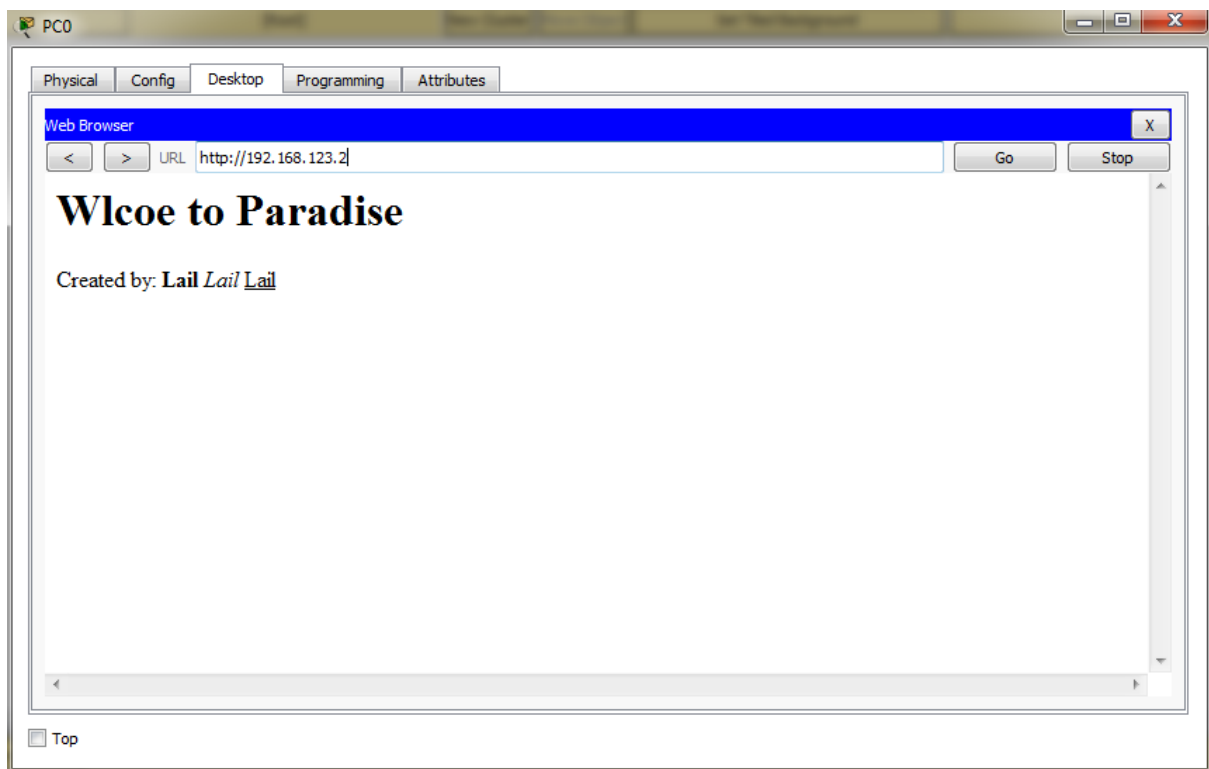 PC0
X
Physical Config Desktop Programming Attributes
Web Browser X
< > URL http://192.168.123.2 Go Stop
Wlcoe to Paradise
Created by: Lail Lail Lail
Top